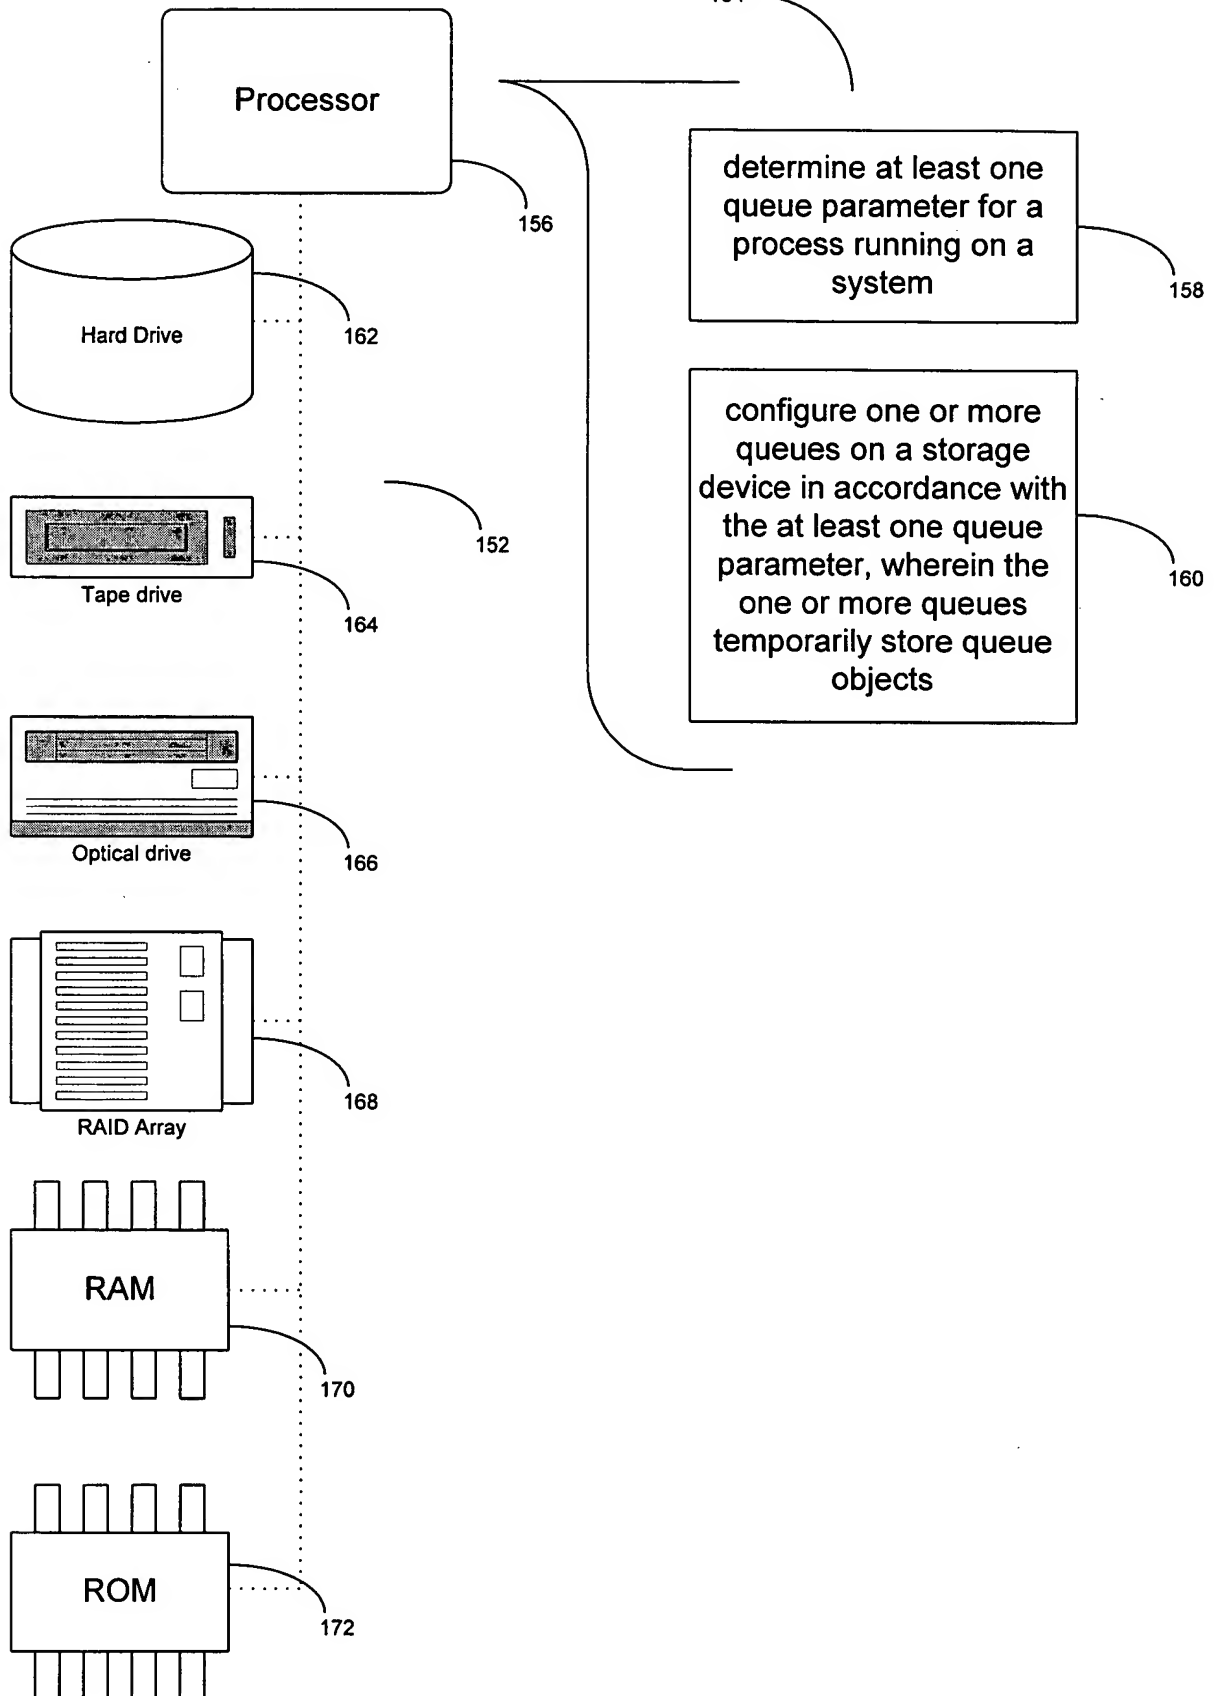 Processor
156
determine at least one
queue parameter for a
process running on a
system
158
Hard Drive
162
configure one or more
queues on a storage
device in accordance with
the at least one queue
parameter, wherein the
one or more queues
temporarily store queue
objects
160
152
Tape drive
164
Optical drive
166
RAID Array
168
RAM
170
ROM
172